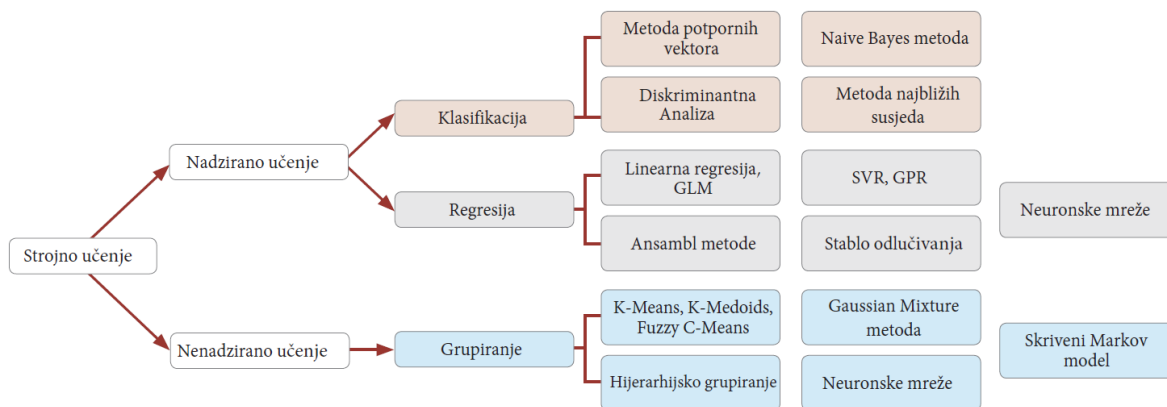 Strojno učenje
Nadzirano učenje
Nenadzirano učenje
Klasifikacija
Regresija
Grupiranje
Metoda potpornih
vektora
Naive Bayes metoda
Diskriminantna
Analiza
Metoda najbližih
susjeda
Linearna regresija,
GLM
SVR, GPR
Ansambl metode
Stablo odlučivanja
Neuronske mreže
K-Means, K-Medoids,
Fuzzy C-Means
Gaussian Mixture
metoda
Hijerarhijsko grupiranje
Neuronske mreže
Skriveni Markov
model